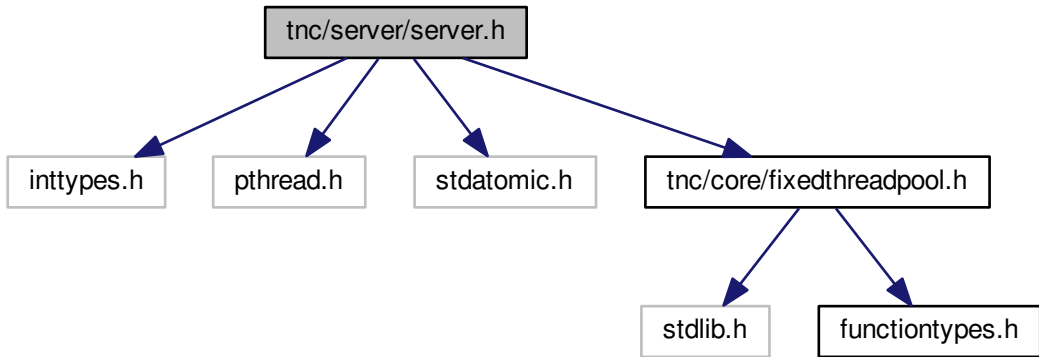 tnc/server/server.h
inttypes.h
pthread.h
stdatomic.h
tnc/core/fixedthreadpool.h
stdlib.h
functiontypes.h